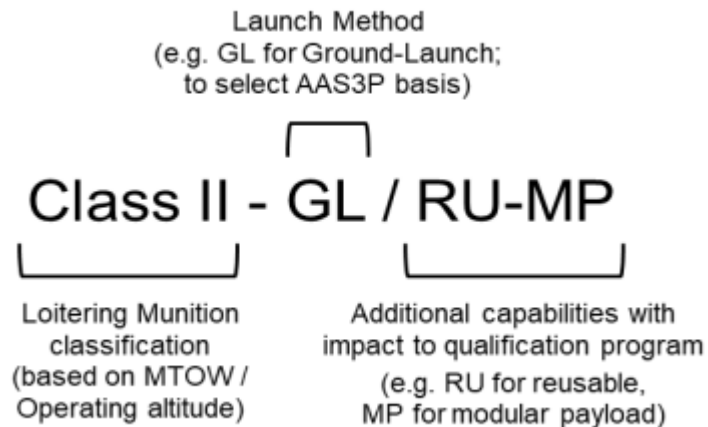 Launch Method
(e.g. GL for Ground-Launch;
to select AAS3P basis)
Class II - GL / RU-MP
Loitering Munition
classification
(based on MTOW /
Operating altitude)
Additional capabilities with
impact to qualification program
(e.g. RU for reusable,
MP for modular payload)